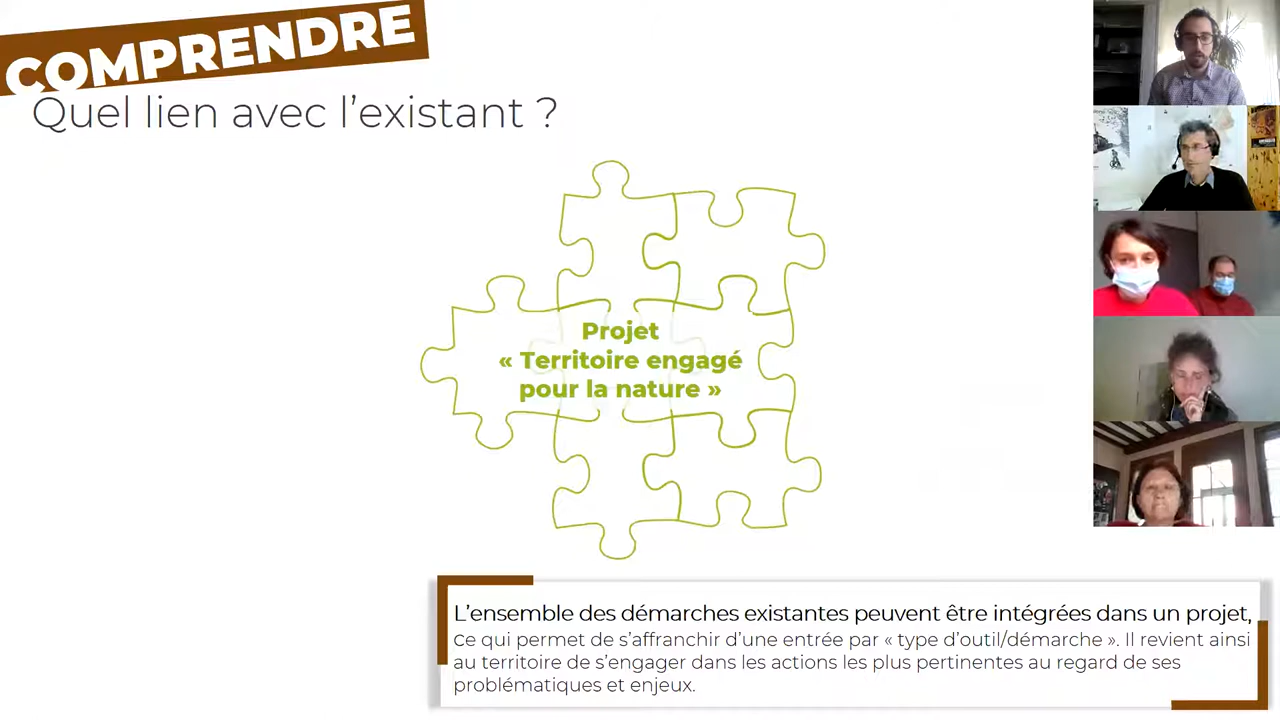 COMPRENDRE
Quel lien avec l'existant ?
Projet
« Territoire engagé
pour la nature »
L'ensemble des démarches existantes peuvent être intégrées dans un projet,
ce qui permet de s'affranchir d'une entrée par « type d'outil/démarche ». Il revient ainsi
au territoire de s'engager dans les actions les plus pertinentes au regard de ses
problématiques et enjeux.